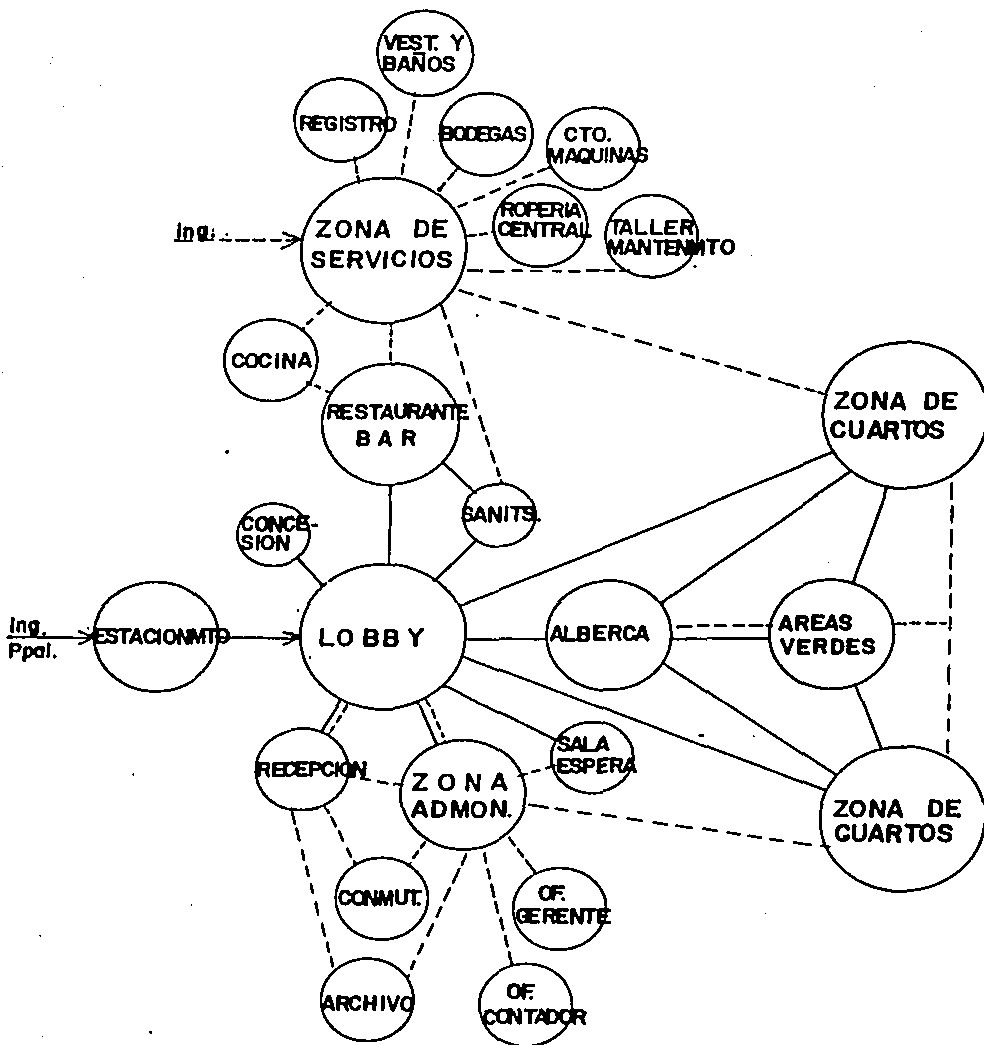 VEST. Y
BAÑOS
REGISTRO
BODEGAS
CTO.
MAQUINAS
ROPERIA
CENTRAL
TALLER
MANTENMTO
Ing.
ZONA DE
SERVICIOS
COCINA
RESTAURANTE
BAR
ZONA DE
CUARTOS
CONCE-
SION
SANITS.
Ing.
Ppal.
ESTACIONMTO
LOBBY
ALBERCA
AREAS
VERDES
RECEPCION
ZONA
ADMON.
SALA
ESPERA
ZONA DE
CUARTOS
CONMUT.
OF.
GERENTE
ARCHIVO
OF.
CONTADOR